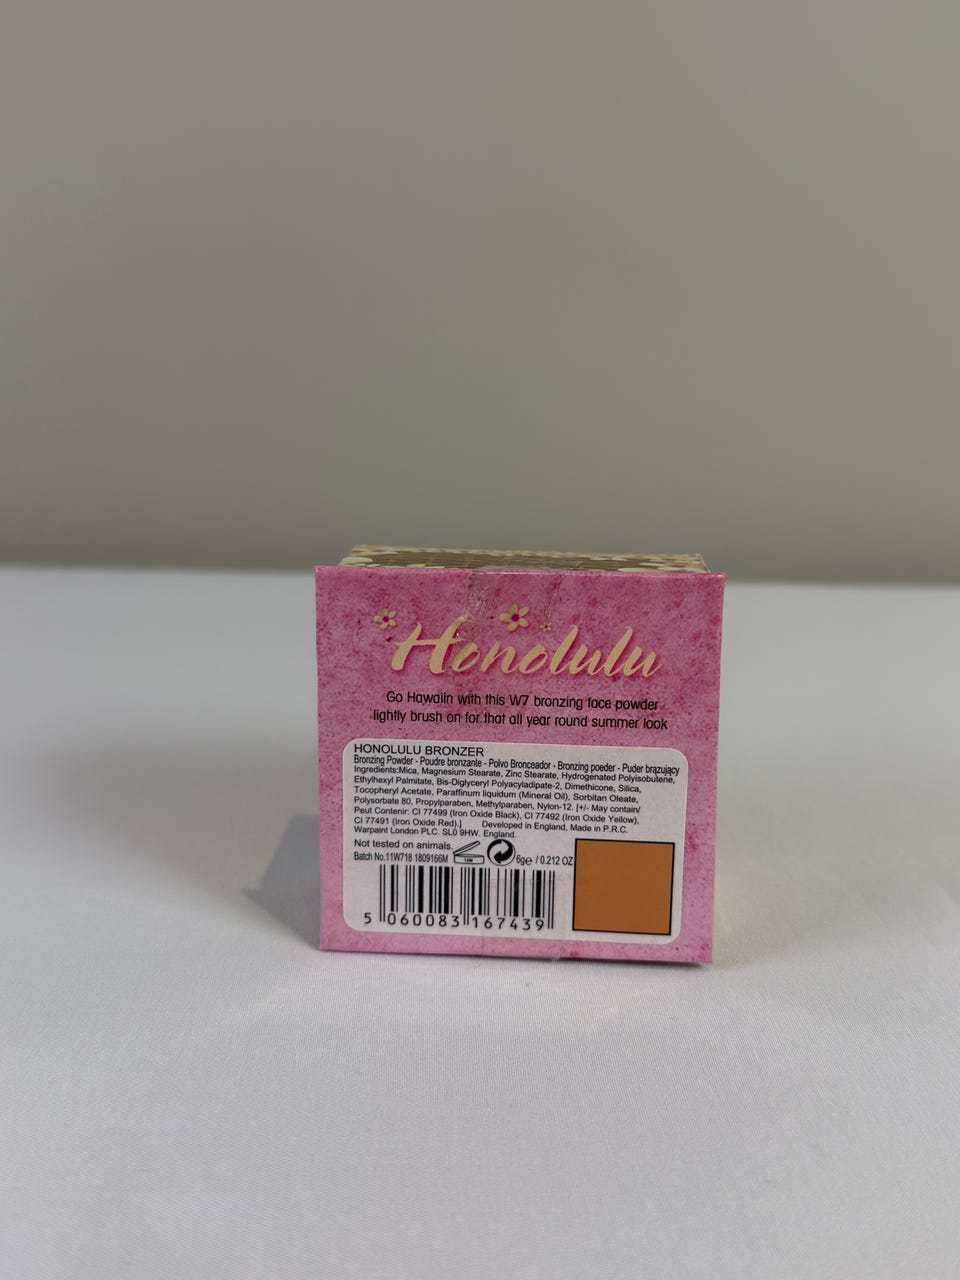 Honolulu
Go Hawaiin with this W7 bronzing face powder
lightly brush on for that all year round summer look
HONOLULU BRONZER
Bronzing Powder - Poudre bronzante - Polvo Bronceador - Bronzing poeder - Puder brązujący
Ingredients:Mica, Magnesium Stearate, Zinc Stearate, Hydrogenated Polyisobutene,
Ethylhexyl Palmitate, Bis-Diglyceryl Polyacyladipate-2, Dimethicone, Silica,
Tocopheryl Acetate, Paraffinum liquidum (Mineral Oil), Sorbitan Oleate,
Polysorbate 80, Propylparaben, Methylparaben, Nylon-12. [+/- May contain/
Peut Contenir: CI 77499 (Iron Oxide Black), CI 77492 (Iron Oxide Yellow),
CI 77491 (Iron Oxide Red).] Developed in England, Made in P.R.C.
Warpaint London PLC. SL0 9HW. England.
Not tested on animals.
Batch No.11W718 1809166M 12M 6g e / 0.212 OZ
5 060083 167439